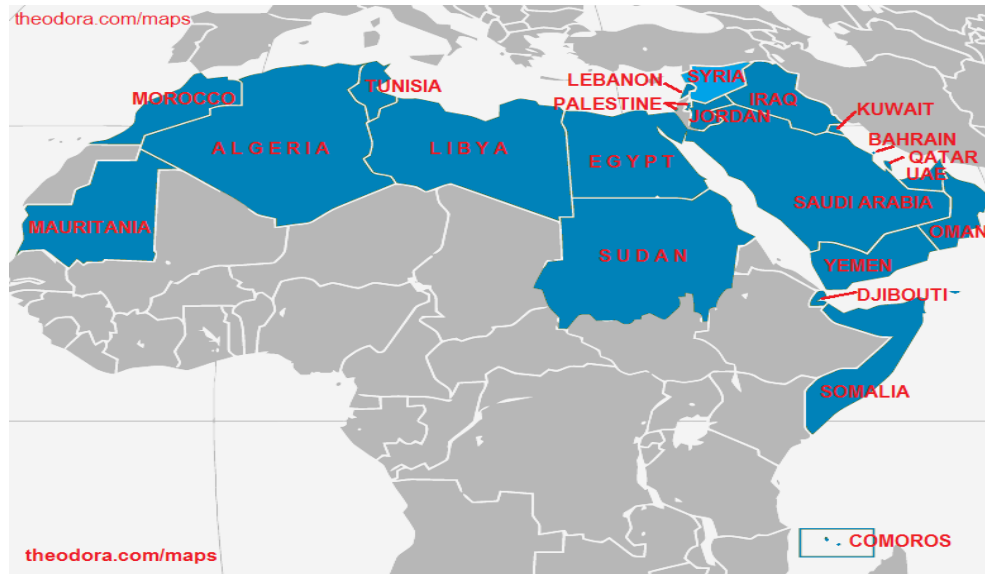 theodora.com/maps
LEBANON
SYRIA
TUNISIA
MOROCCO
PALESTINE
IRAQ
KUWAIT
JORDAN
BAHRAIN
ALGERIA
LIBYA
EGYPT
QATAR
UAE
SAUDI ARABIA
MAURITANIA
OMAN
SUDAN
YEMEN
DJIBOUTI
SOMALIA
COMOROS
theodora.com/maps